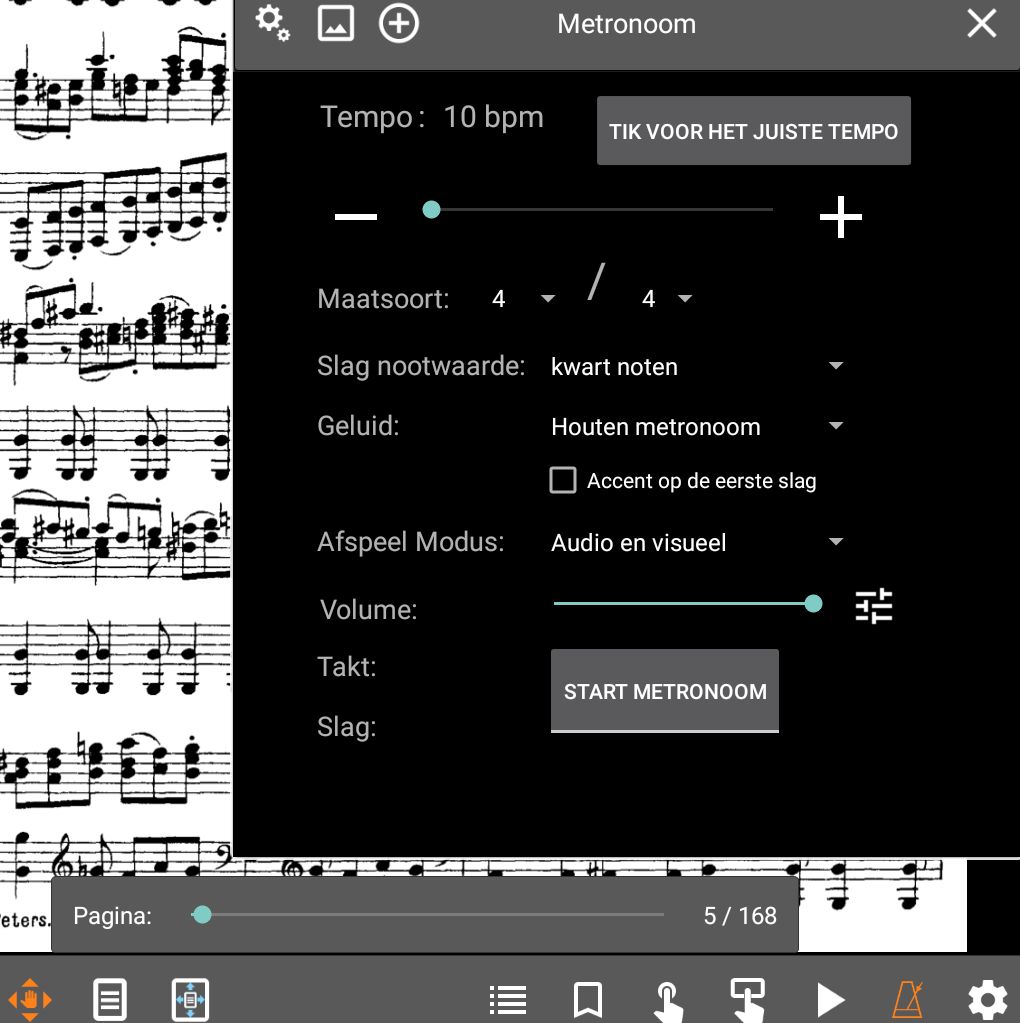 Metronoom
Tempo : 10 bpm
TIK VOOR HET JUISTE TEMPO
Maatsoort: 4 / 4
Slag nootwaarde: kwart noten
Geluid: Houten metronoom
Accent op de eerste slag
Afspeel Modus: Audio en visueel
Volume:
Takt:
START METRONOOM
Slag:
eters.
Pagina: 5 / 168